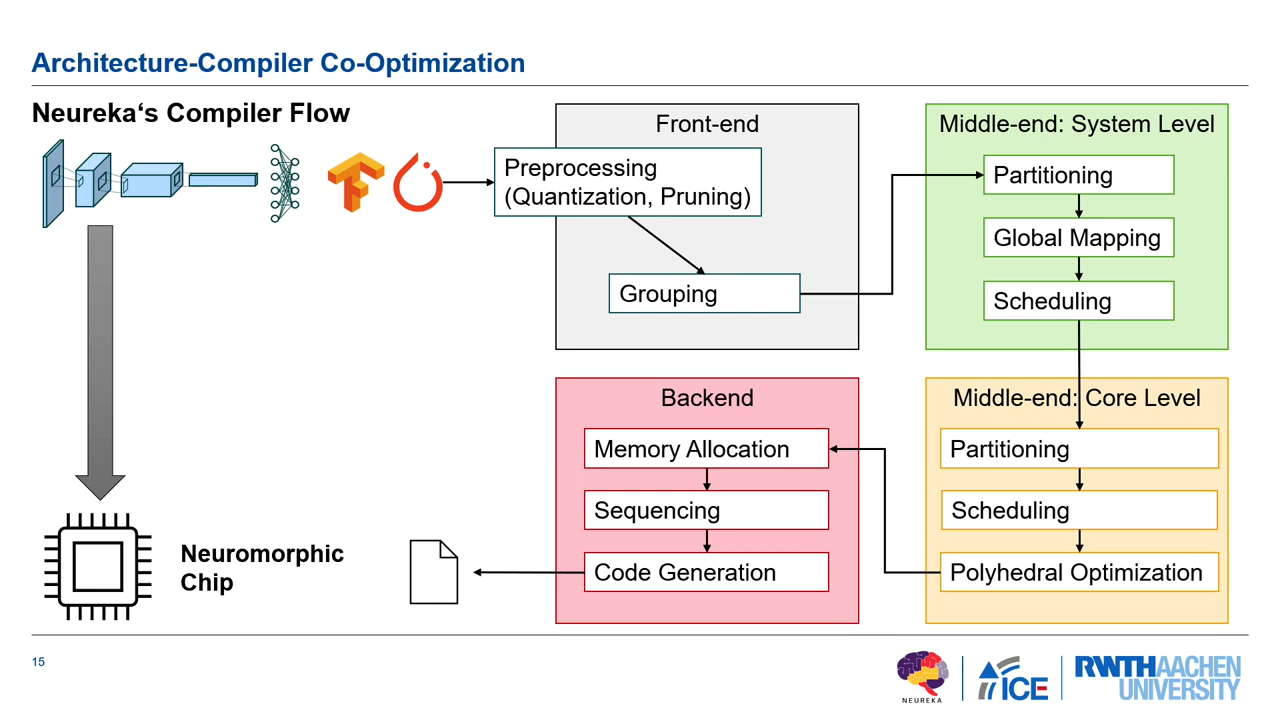 Architecture-Compiler Co-Optimization
Neureka‘s Compiler Flow
Front-end
Preprocessing
(Quantization, Pruning)
Grouping
Middle-end: System Level
Partitioning
Global Mapping
Scheduling
Middle-end: Core Level
Partitioning
Scheduling
Polyhedral Optimization
Backend
Memory Allocation
Sequencing
Code Generation
Neuromorphic
Chip
15
NEUREKA
ICE
RWTHAACHEN
UNIVERSITY